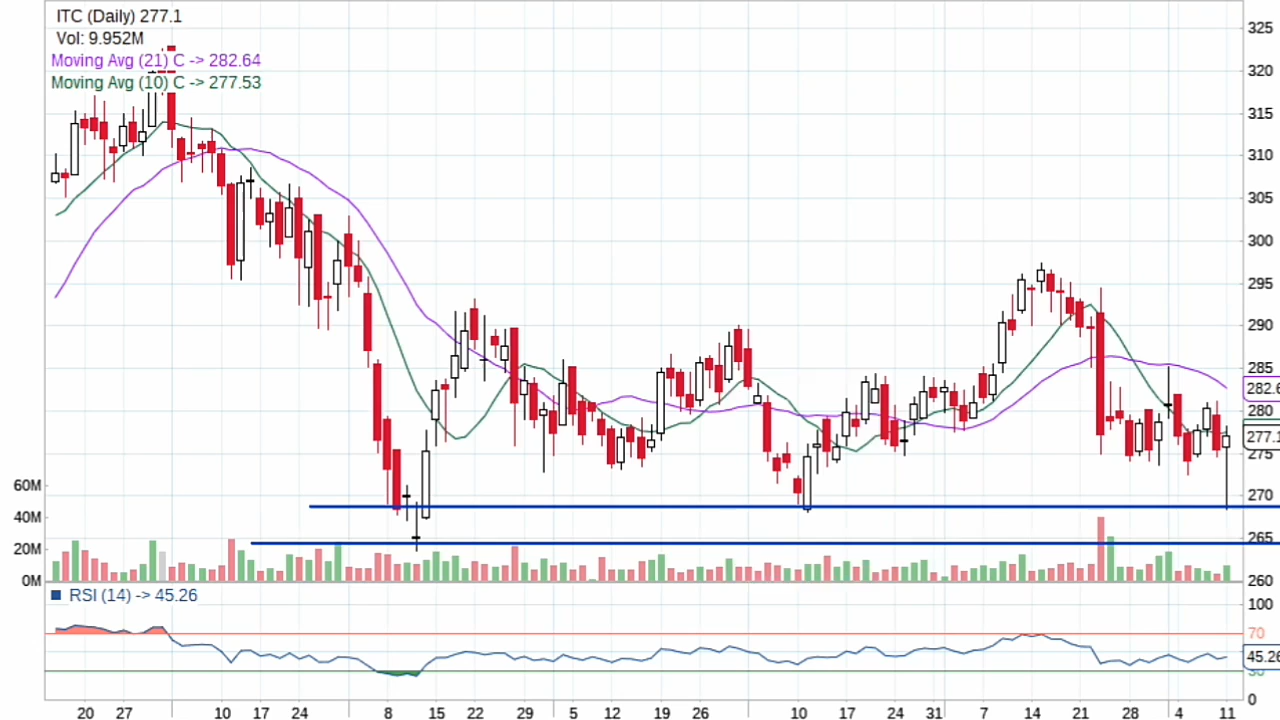 ITC (Daily) 277.1
Vol: 9.952M
Moving Avg (21) C -> 282.64
Moving Avg (10) C -> 277.53
325
320
315
310
305
300
295
290
285
282.6
280
277.1
275
270
265
260
60M
40M
20M
0M
RSI (14) -> 45.26
100
70
45.26
30
0
20 27 10 17 24 8 15 22 29 5 12 19 26 10 17 24 31 7 14 21 28 4 11